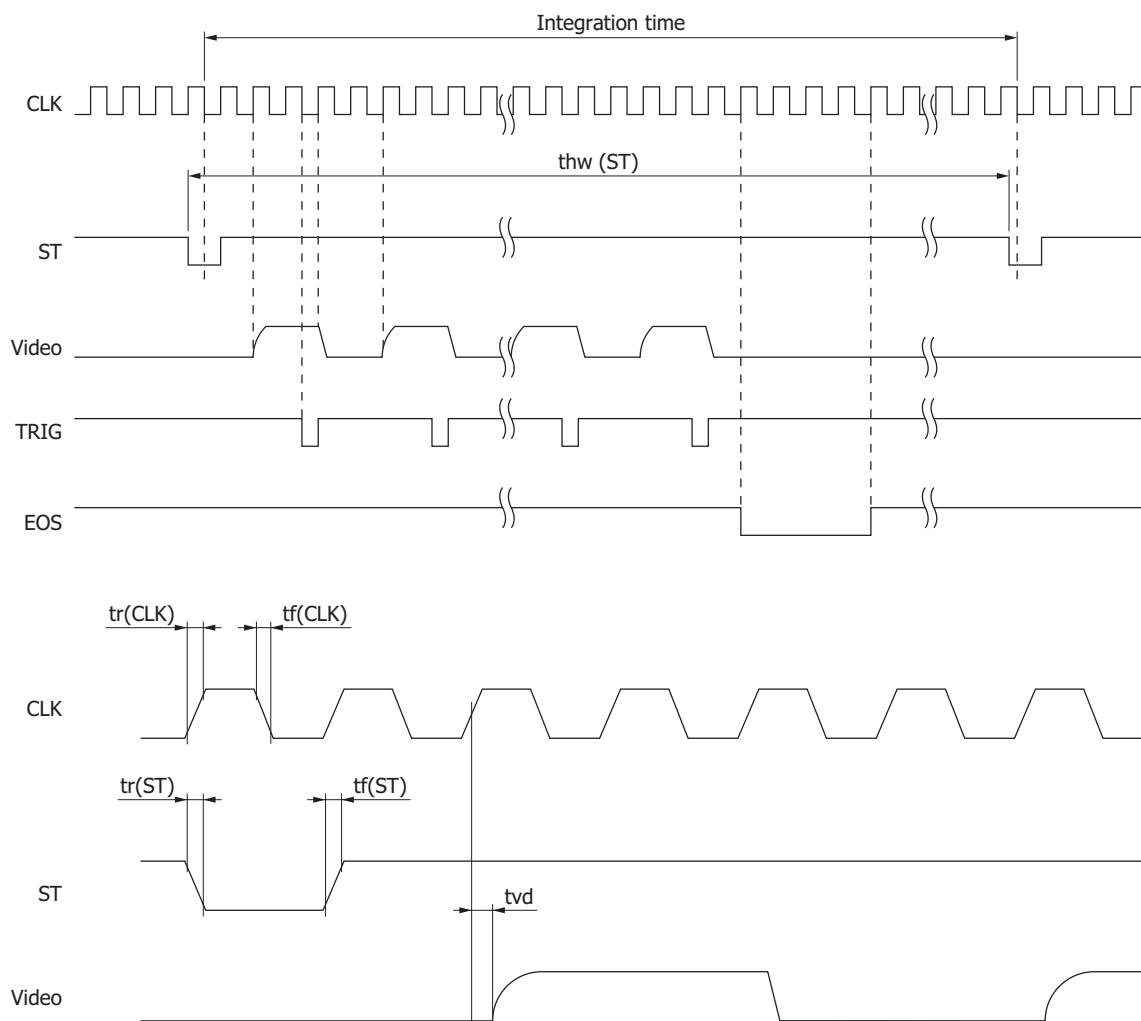 Integration time
CLK
thw (ST)
ST
Video
TRIG
EOS
tr(CLK) tf(CLK)
CLK
tr(ST) tf(ST)
ST
tvd
Video